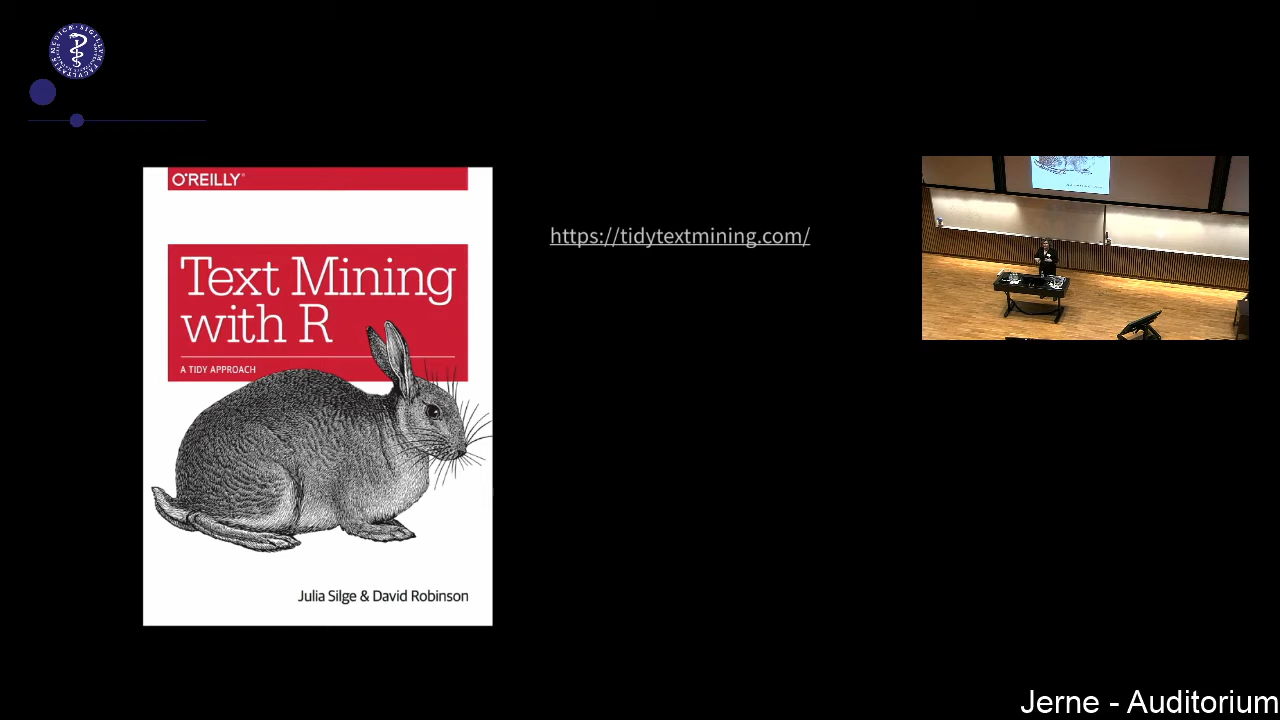 O'REILLY®
Text Mining
with R
A TIDY APPROACH
Julia Silge & David Robinson
https://tidytextmining.com/
Jerne - Auditorium